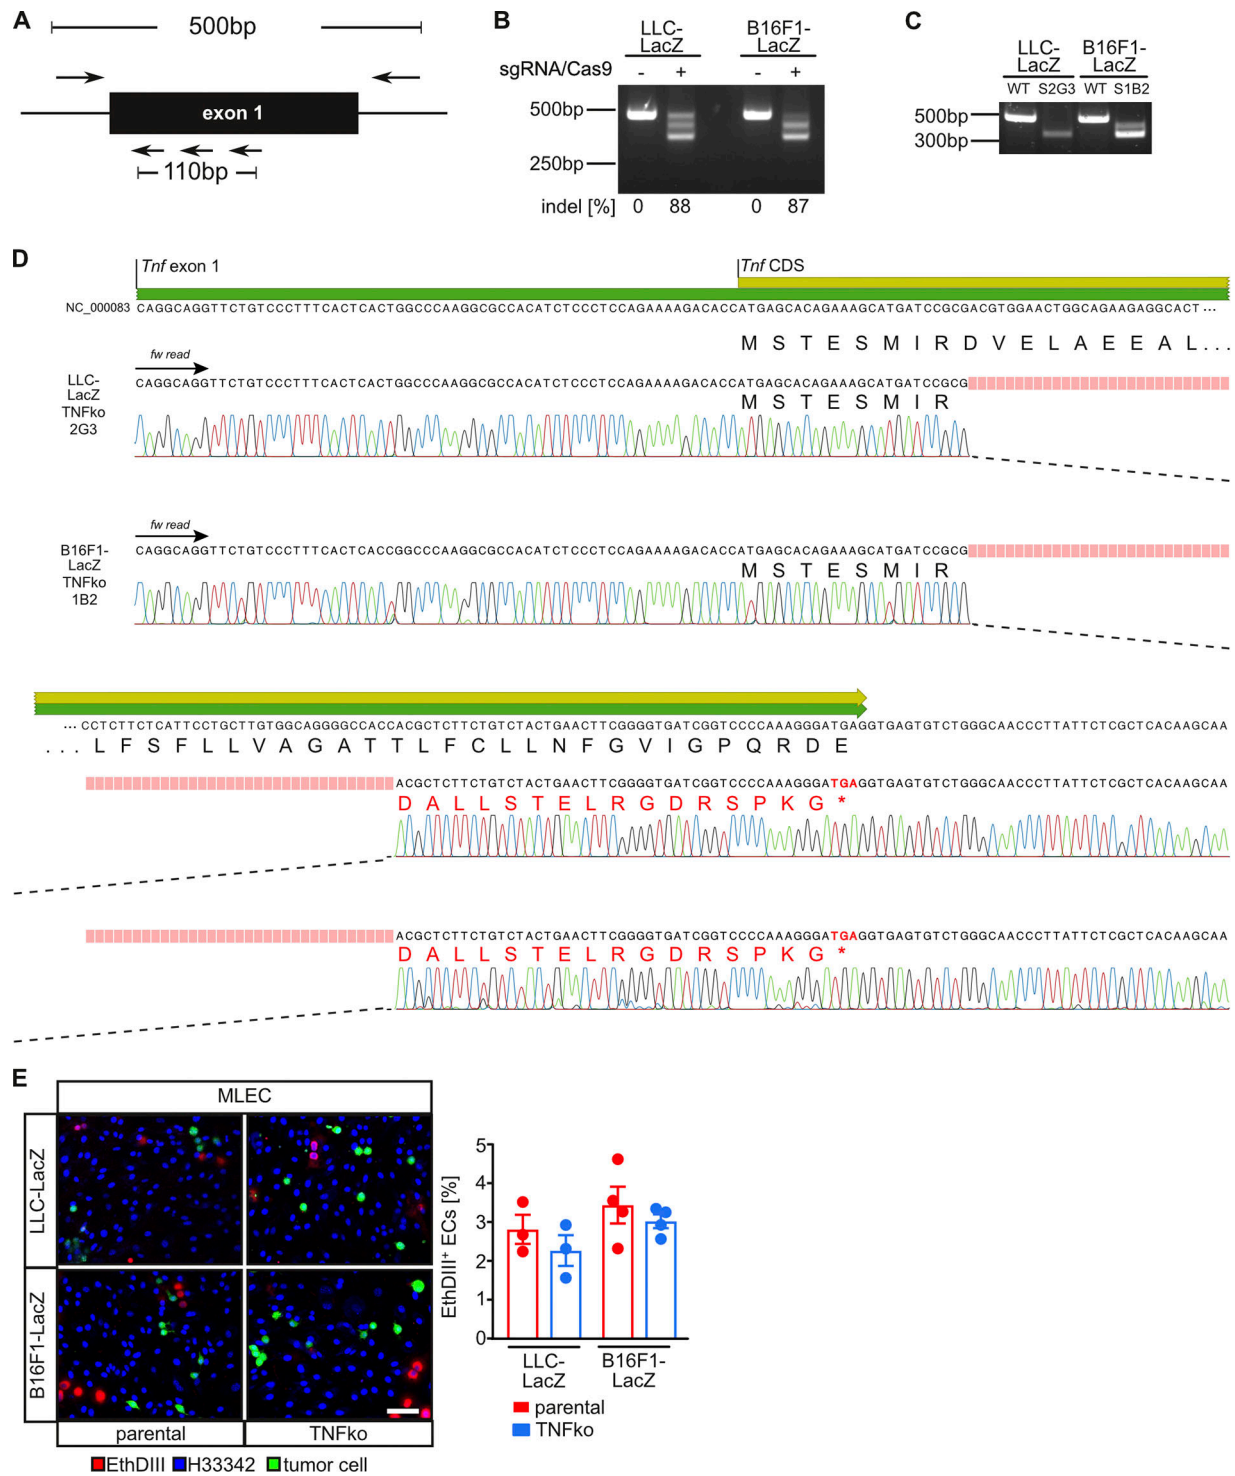 A
500bp
exon 1
110bp
B
LLC-
LacZ
B16F1-
LacZ
sgRNA/Cas9
- + - +
500bp
250bp
indel [%] 0 88 0 87
C
LLC-
LacZ
B16F1-
LacZ
WT S2G3 WT S1B2
500bp
300bp
D
Tnf exon 1
Tnf CDS
NC_000083 CAGGCAGGTTCTGTCCCTTTCACTCACTGGCCCAAGGCGCCACATCTCCCTCCAGAAAAGACACCATGAGCACAGAAAGCATGATCCGCGACGTGGAACTGGCAGAAGAGGCACT ...
M S T E S M I R D V E L A E E A L ...
fw read
LLC-
LacZ
TNFko
2G3
CAGGCAGGTTCTGTCCCTTTCACTCACTGGCCCAAGGCGCCACATCTCCCTCCAGAAAAGACACCATGAGCACAGAAAGCATGATCCGCG
M S T E S M I R
fw read
B16F1-
LacZ
TNFko
1B2
CAGGCAGGTTCTGTCCCTTTCACTCACCGGCCCAAGGCGCCACATCTCCCTCCAGAAAAGACACCATGAGCACAGAAAGCATGATCCGCG
M S T E S M I R
... CCTCTTCTCATTCCTGCTTGTGGCAGGGGCCACCACGCTCTTCTGTCTACTGAACTTCGGGGTGATCGGTCCCCAAAGGGATGAGGTGAGTGTCTGGGCAACCCTTATTCTCGCTCACAAGCAA
... L F S F L L V A G A T T L F C L L N F G V I G P Q R D E
ACGCTCTTCTGTCTACTGAACTTCGGGGTGATCGGTCCCCAAAGGGATGAGGTGAGTGTCTGGGCAACCCTTATTCTCGCTCACAAGCAA
D A L L S T E L R G D R S P K G *
ACGCTCTTCTGTCTACTGAACTTCGGGGTGATCGGTCCCCAAAGGGATGAGGTGAGTGTCTGGGCAACCCTTATTCTCGCTCACAAGCAA
D A L L S T E L R G D R S P K G *
E
MLEC
LLC-LacZ
B16F1-LacZ
parental
TNFko
EthDIII H33342 tumor cell
EthDIII+ ECs [%]
5
4
3
2
1
0
LLC-
LacZ
B16F1-
LacZ
parental
TNFko